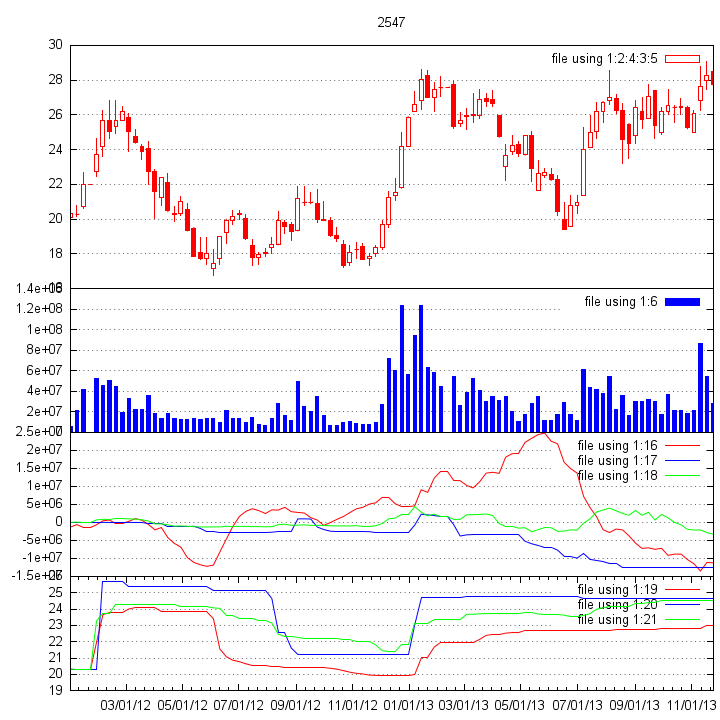 2547
30
file using 1:2:4:3:5
28
26
24
22
20
18
1.4e+08
file using 1:6
1.2e+08
1e+08
8e+07
6e+07
4e+07
2e+07
2.5e+07
file using 1:16
2e+07
file using 1:17
1.5e+07
file using 1:18
1e+07
5e+06
0
-5e+06
-1e+07
-1.5e+07
file using 1:19
25
file using 1:20
24
file using 1:21
23
22
21
20
19
03/01/12 05/01/12 07/01/12 09/01/12 11/01/12 01/01/13 03/01/13 05/01/13 07/01/13 09/01/13 11/01/13